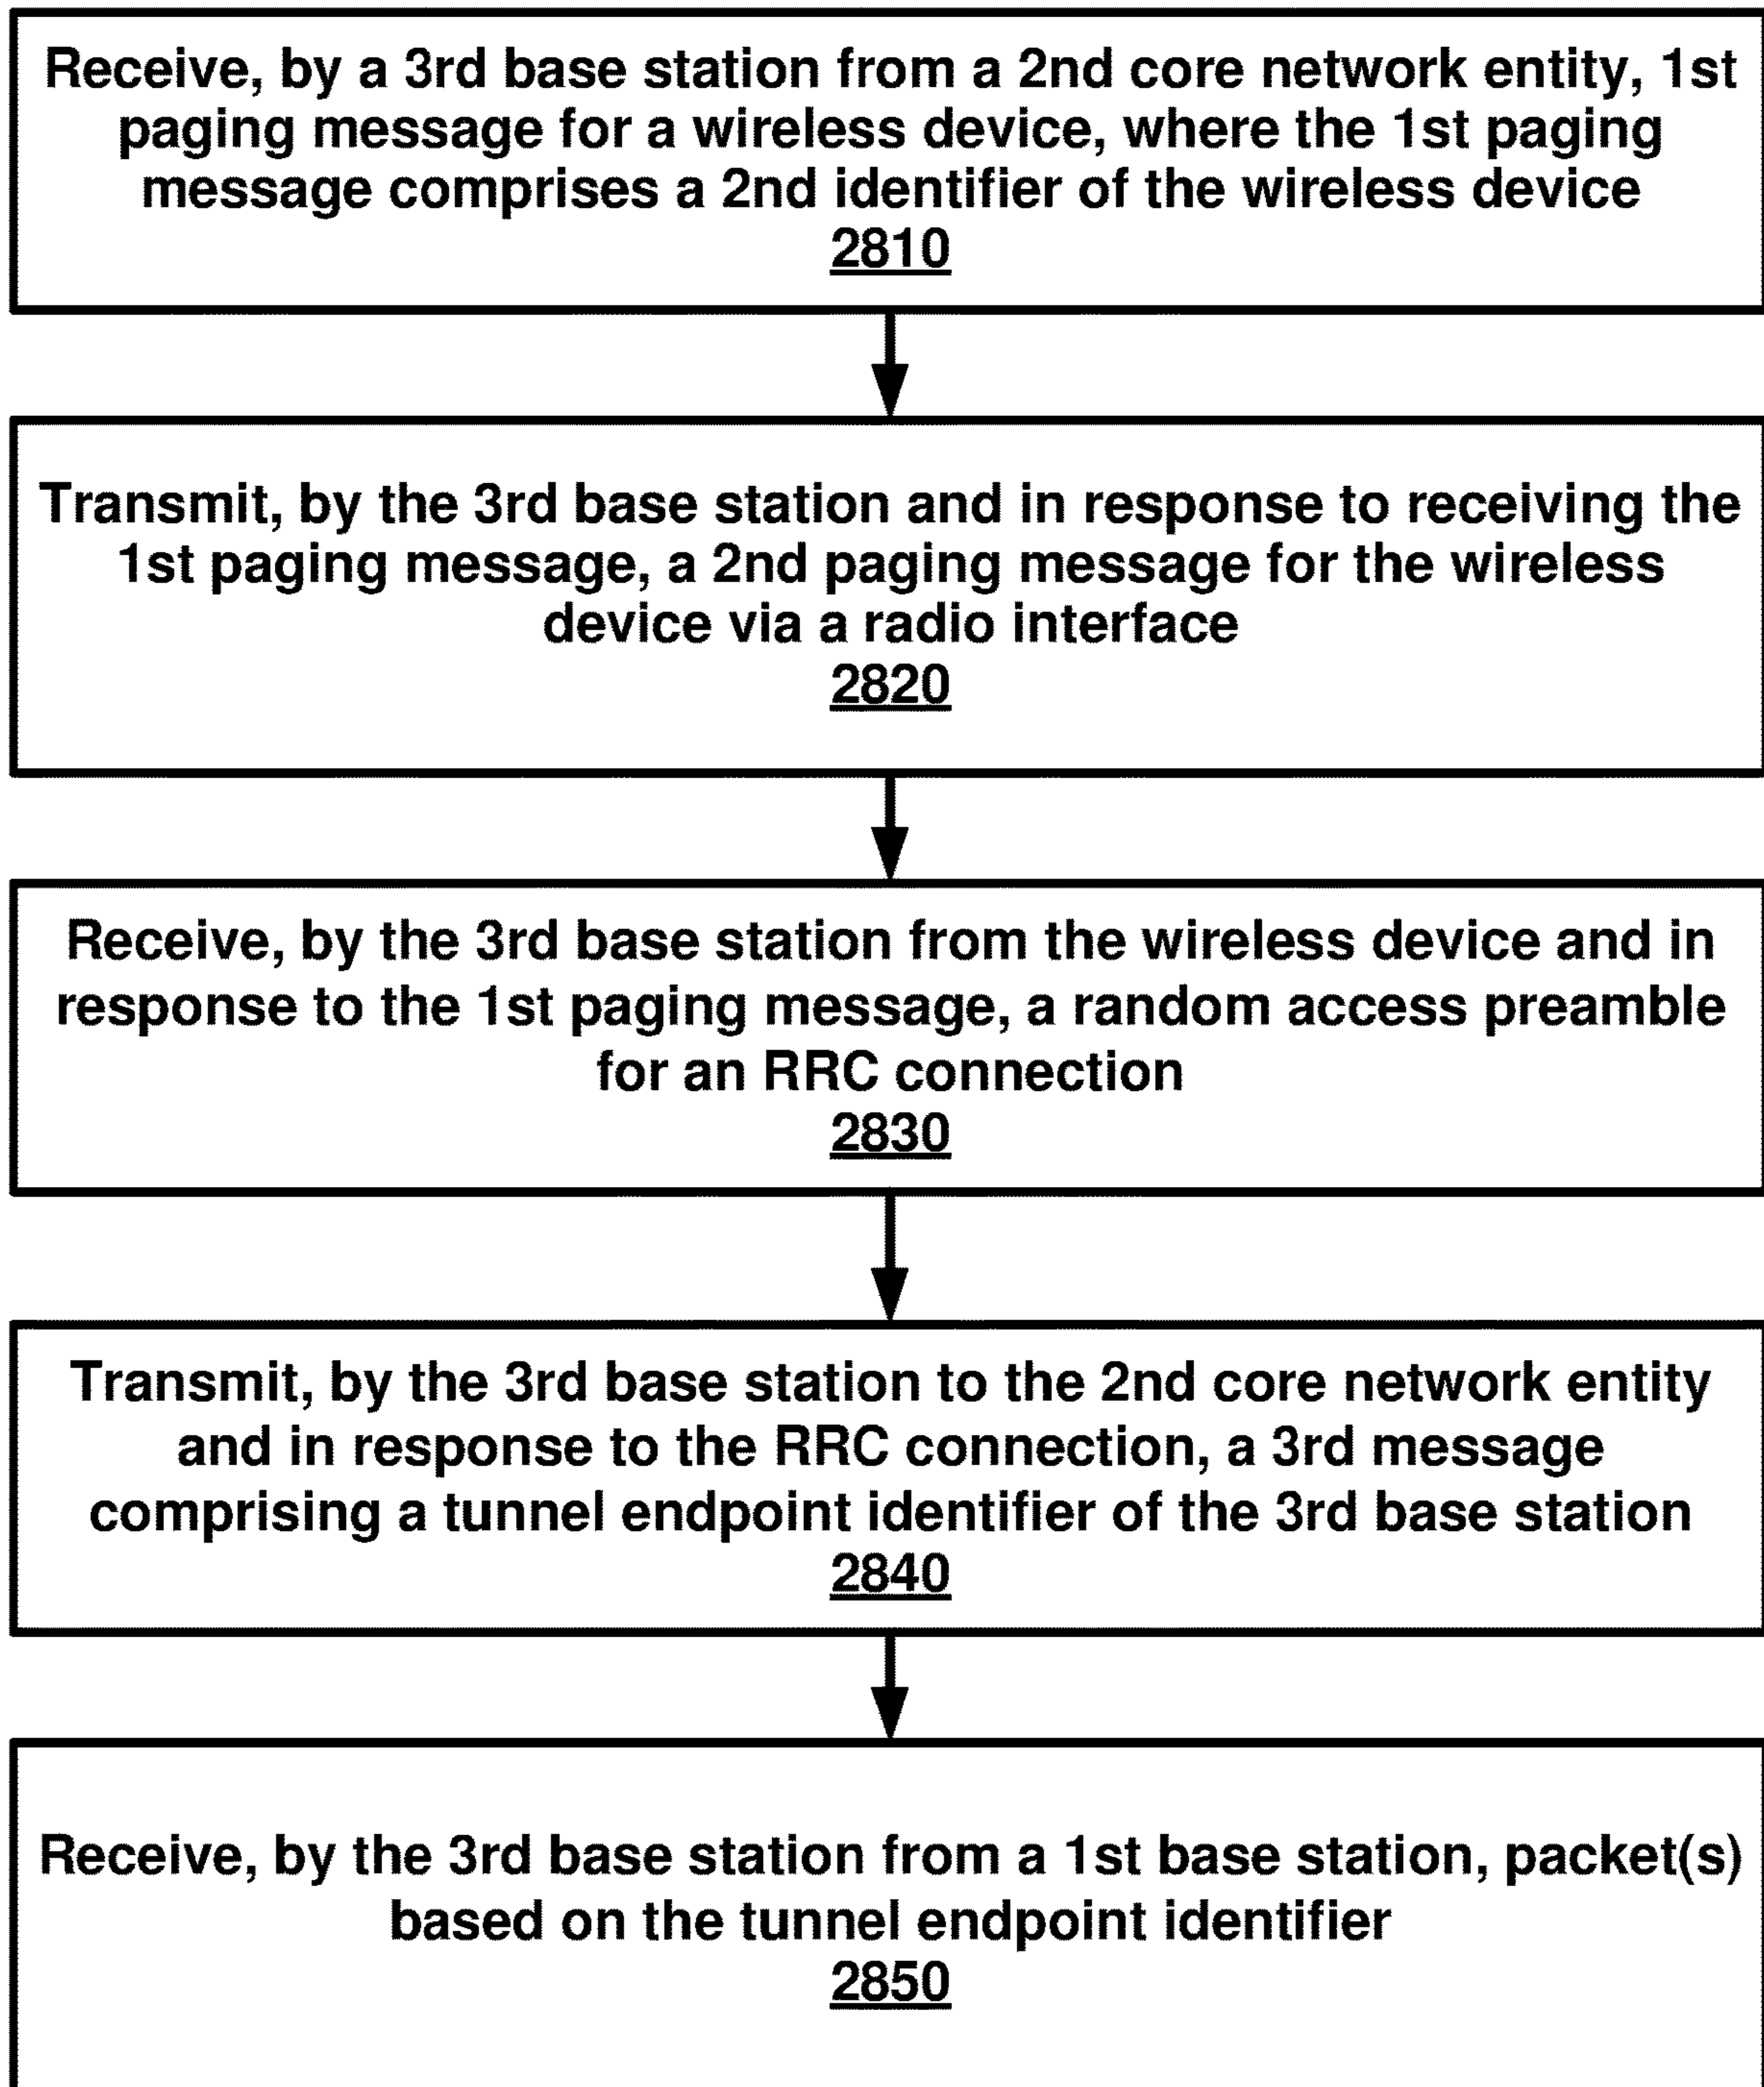 Receive, by a 3rd base station from a 2nd core network entity, 1st
paging message for a wireless device, where the 1st paging
message comprises a 2nd identifier of the wireless device
2810
Transmit, by the 3rd base station and in response to receiving the
1st paging message, a 2nd paging message for the wireless
device via a radio interface
2820
Receive, by the 3rd base station from the wireless device and in
response to the 1st paging message, a random access preamble
for an RRC connection
2830
Transmit, by the 3rd base station to the 2nd core network entity
and in response to the RRC connection, a 3rd message
comprising a tunnel endpoint identifier of the 3rd base station
2840
Receive, by the 3rd base station from a 1st base station, packet(s)
based on the tunnel endpoint identifier
2850